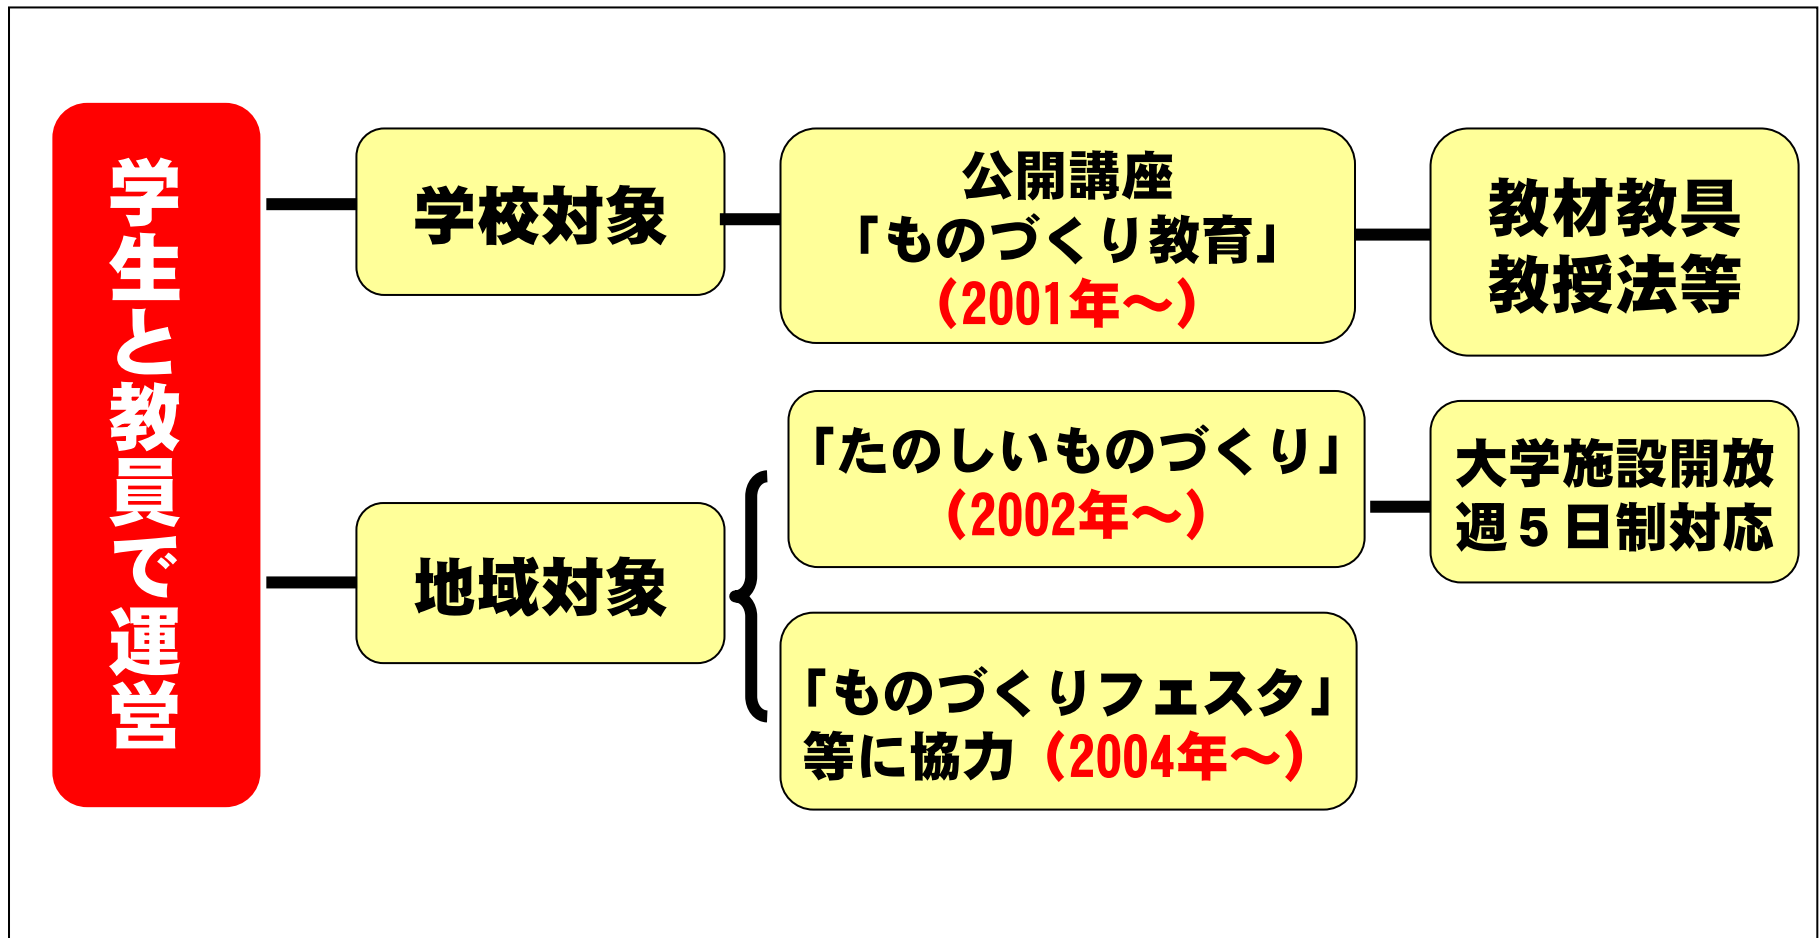 学生と教員で運営
学校対象
公開講座
「ものづくり教育」
（2001年～）
教材教具
教授法等
地域対象
「たのしいものづくり」
（2002年～）
大学施設開放
週５日制対応
「ものづくりフェスタ」
等に協力（2004年～）